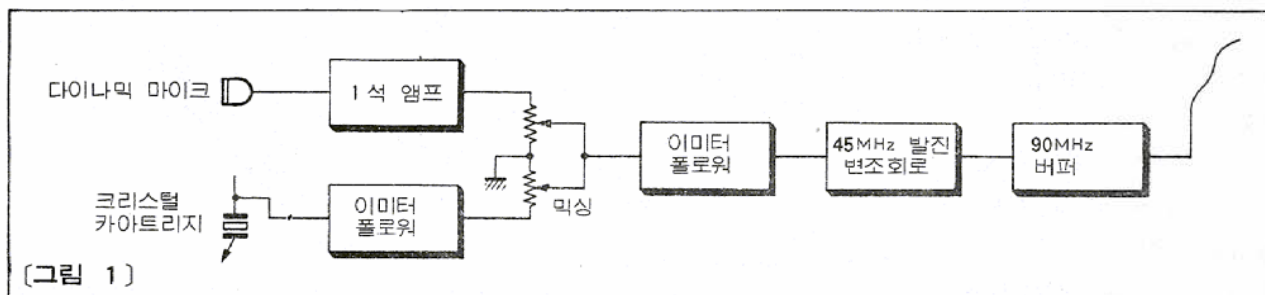 다이나믹 마이크
1 석 앰프
크리스털
카아트리지
이미터
폴로워
믹싱
이미터
폴로워
45MHz 발진
변조회로
90MHz
버퍼
〔그림 1〕